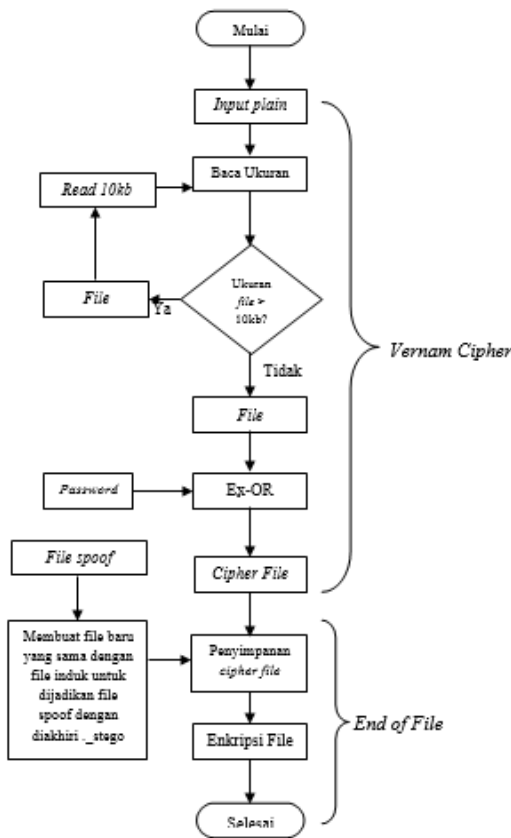 Mulai
Input plain
Baca Ukuran
Read 10kb
Ukuran
file >
10kb?
File
Ya
Tidak
Vernam Cipher
File
Password
Ex-OR
File spoof
Cipher File
Membuat file baru
yang sama dengan
file induk untuk
dijadikan file
spoof dengan
diakhiri ._stego
Penyimpanan
cipher file
End of File
Enkripsi File
Selesai